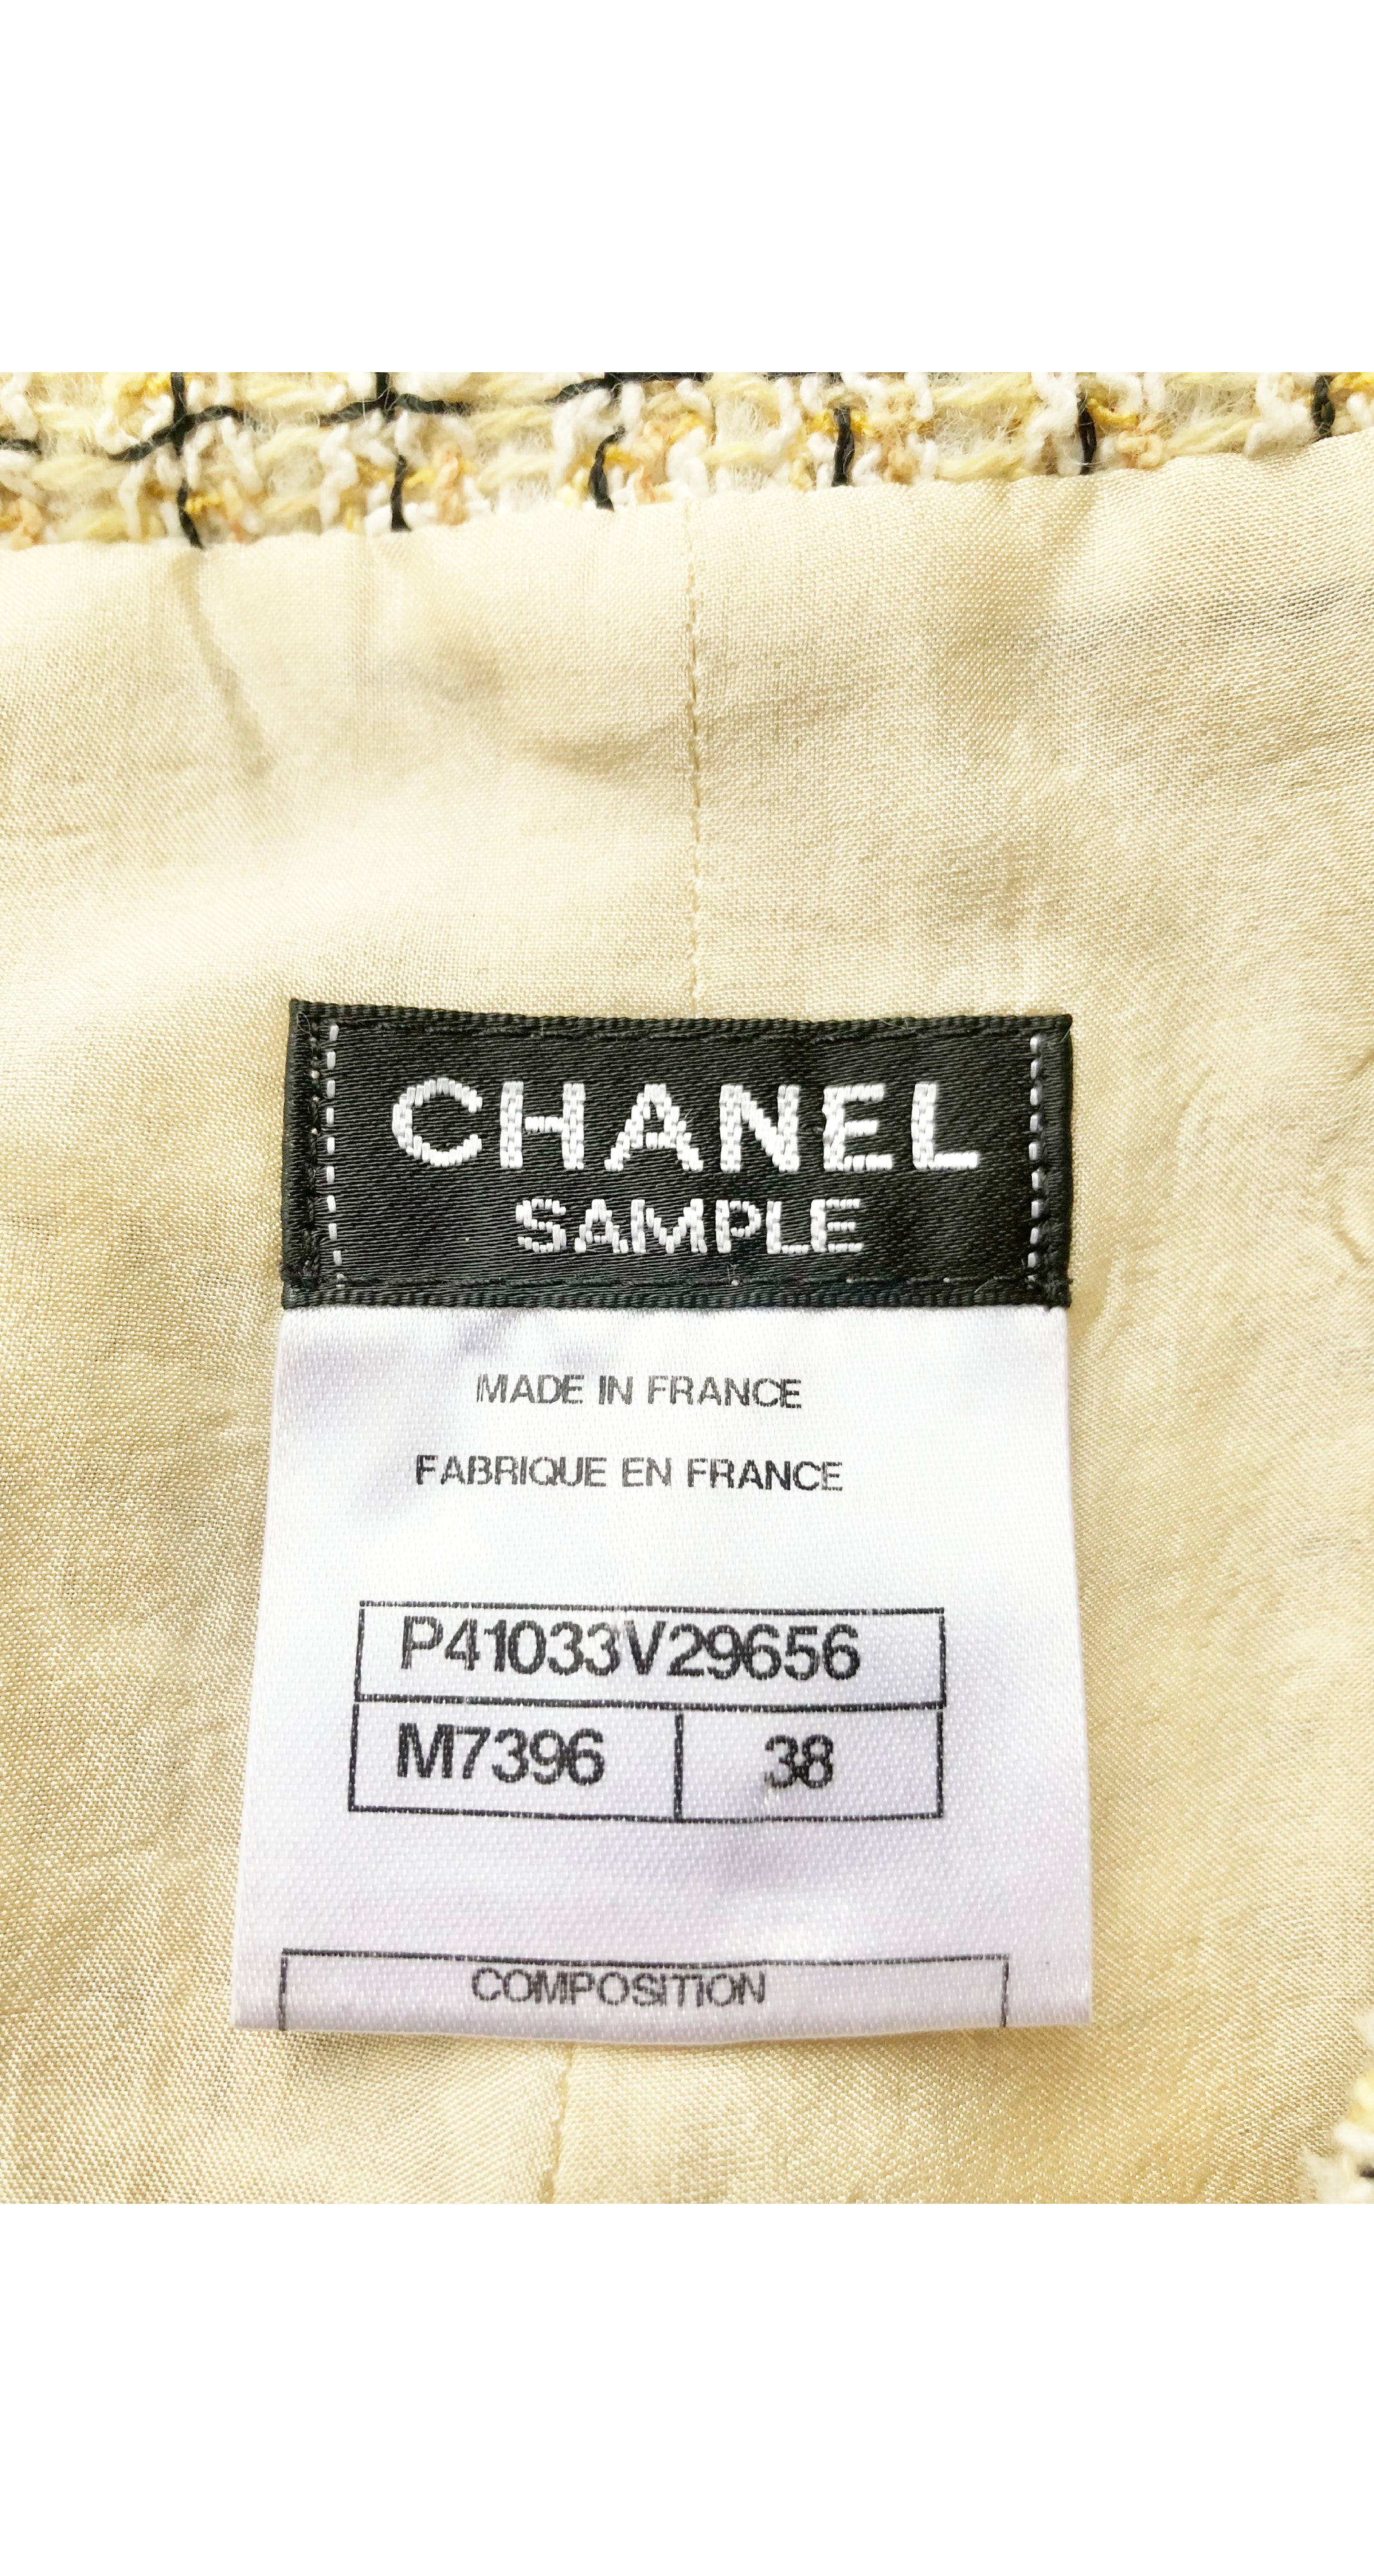 CHANEL
SAMPLE
MADE IN FRANCE
FABRIQUE EN FRANCE
P41033V29656
M7396 38
COMPOSITION